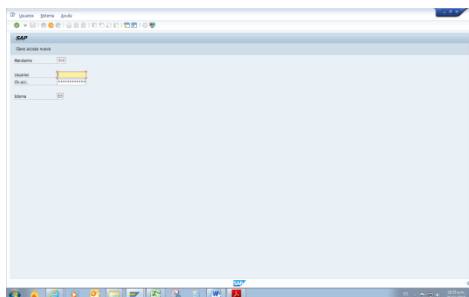 Usuario Sistema Ayuda
SAP
Clave acceso nueva
Mandante
Usuario
Clv.acc.
************
Idioma
SAP